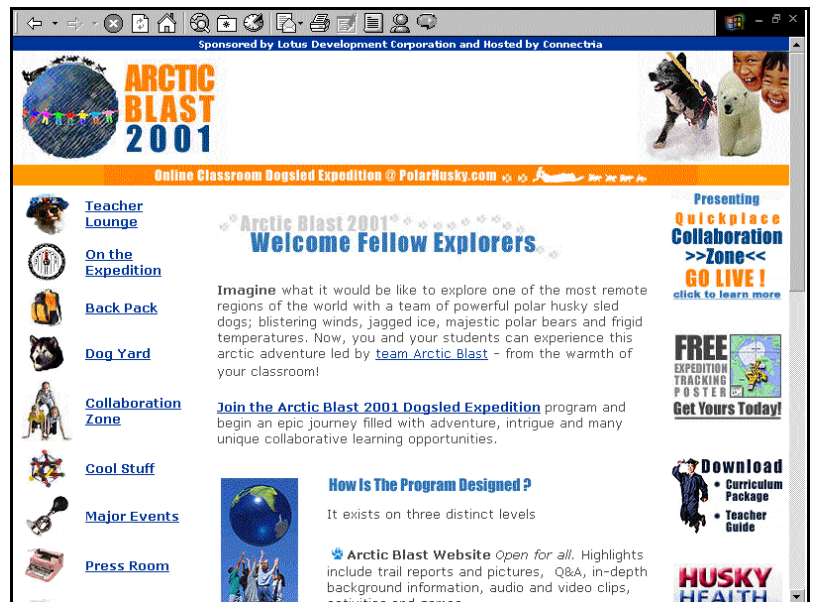 Sponsored by Lotus Development Corporation and Hosted by Connectria
ARCTIC
BLAST
2001
Online Classroom Dogsled Expedition @ PolarHusky.com
Teacher
Lounge
On the
Expedition
Back Pack
Dog Yard
Collaboration
Zone
Cool Stuff
Major Events
Press Room
Arctic Blast 2001
Welcome Fellow Explorers
Imagine what it would be like to explore one of the most remote
regions of the world with a team of powerful polar husky sled
dogs; blistering winds, jagged ice, majestic polar bears and frigid
temperatures. Now, you and your students can experience this
arctic adventure led by team Arctic Blast - from the warmth of
your classroom!
Join the Arctic Blast 2001 Dogsled Expedition program and
begin an epic journey filled with adventure, intrigue and many
unique collaborative learning opportunities.
How Is The Program Designed ?
It exists on three distinct levels
Arctic Blast Website Open for all. Highlights
include trail reports and pictures, Q&A, in-depth
background information, audio and video clips,
activities and games
Presenting
Quickplace
Collaboration
>>Zone<<
GO LIVE !
click to learn more
FREE
EXPEDITION
TRACKING
POSTER
Get Yours Today!
Download
• Curriculum
Package
• Teacher
Guide
HUSKY
HEALTH